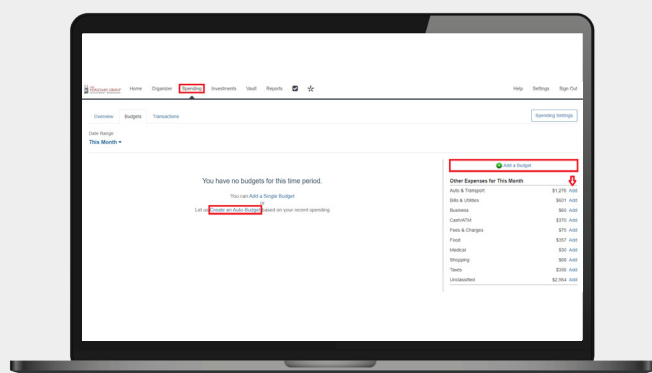 THE FIDUCIARY GROUP
Home Organizer Spending Investments Vault Reports Help Settings Sign Out
Overview Budgets Transactions Spending Settings
Date Range
This Month
Add a Budget
You have no budgets for this time period.
You can Add a Single Budget
or
Let us Create an Auto-Budget based on your recent spending.
Other Expenses for This Month
Auto & Transport $1,276 Add
Bills & Utilities $601 Add
Business $60 Add
Cash/ATM $370 Add
Fees & Charges $75 Add
Food $357 Add
Medical $30 Add
Shopping Add
Taxes Add
Unclassified Add